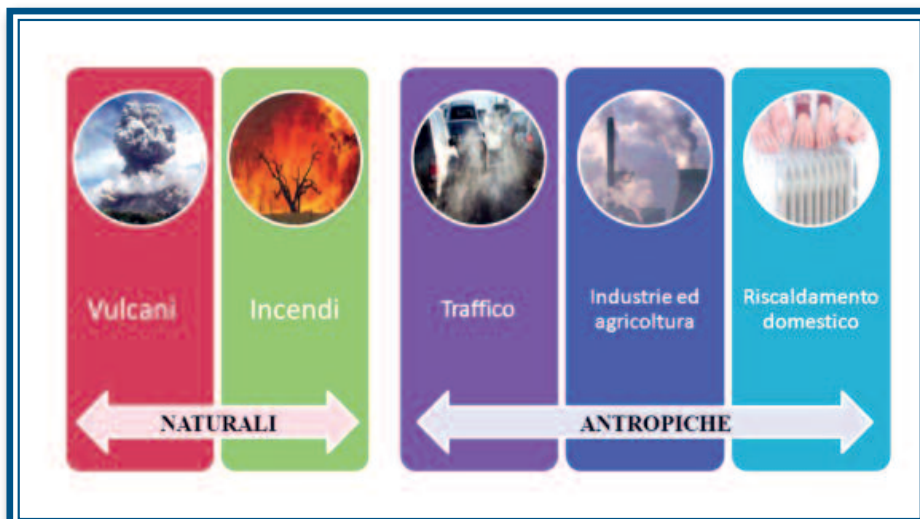 Vulcani
Incendi
Traffico
Industrie ed
agricoltura
Riscaldamento
domestico
NATURALI
ANTROPICHE